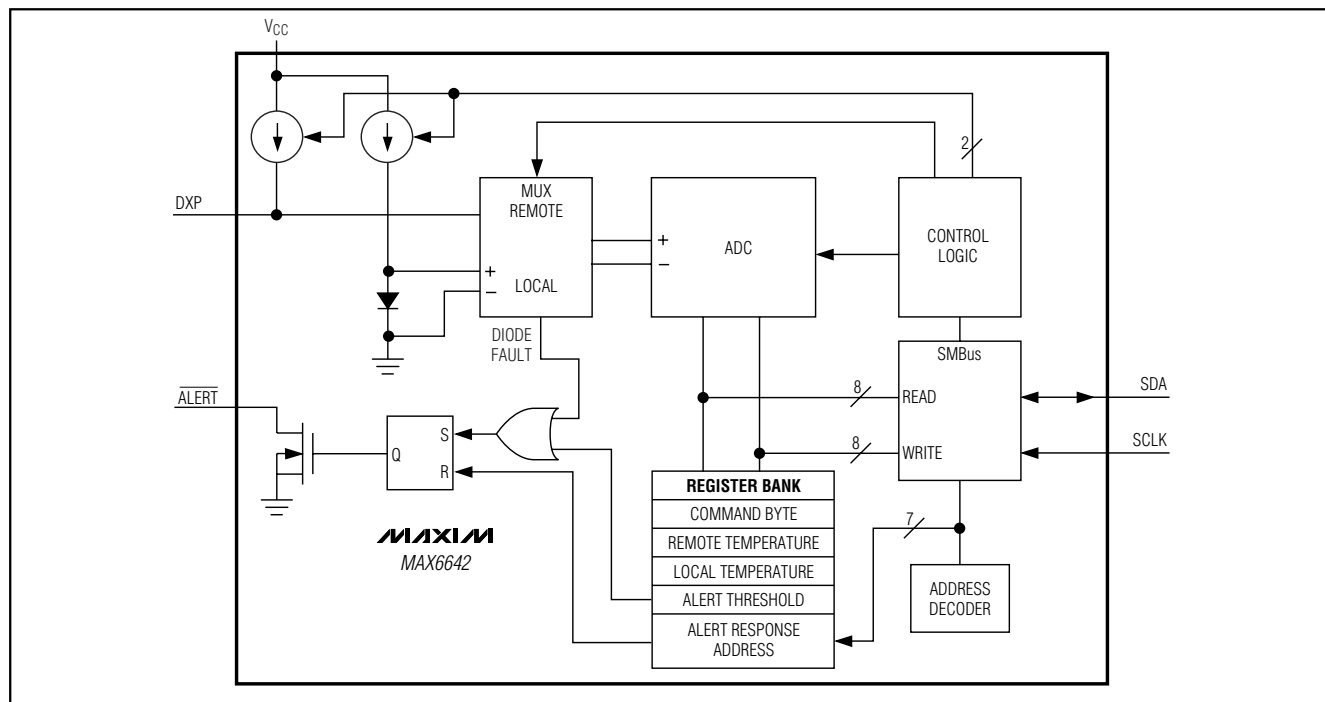 VCC
2
DXP
MUX
REMOTE
+
−
LOCAL
+
−
ADC
CONTROL
LOGIC
DIODE
FAULT
SMBus
ALERT
8
READ
SDA
S
Q
R
8
WRITE
SCLK
REGISTER BANK
COMMAND BYTE
REMOTE TEMPERATURE
LOCAL TEMPERATURE
ALERT THRESHOLD
ALERT RESPONSE
ADDRESS
7
ADDRESS
DECODER
MAXIM
MAX6642